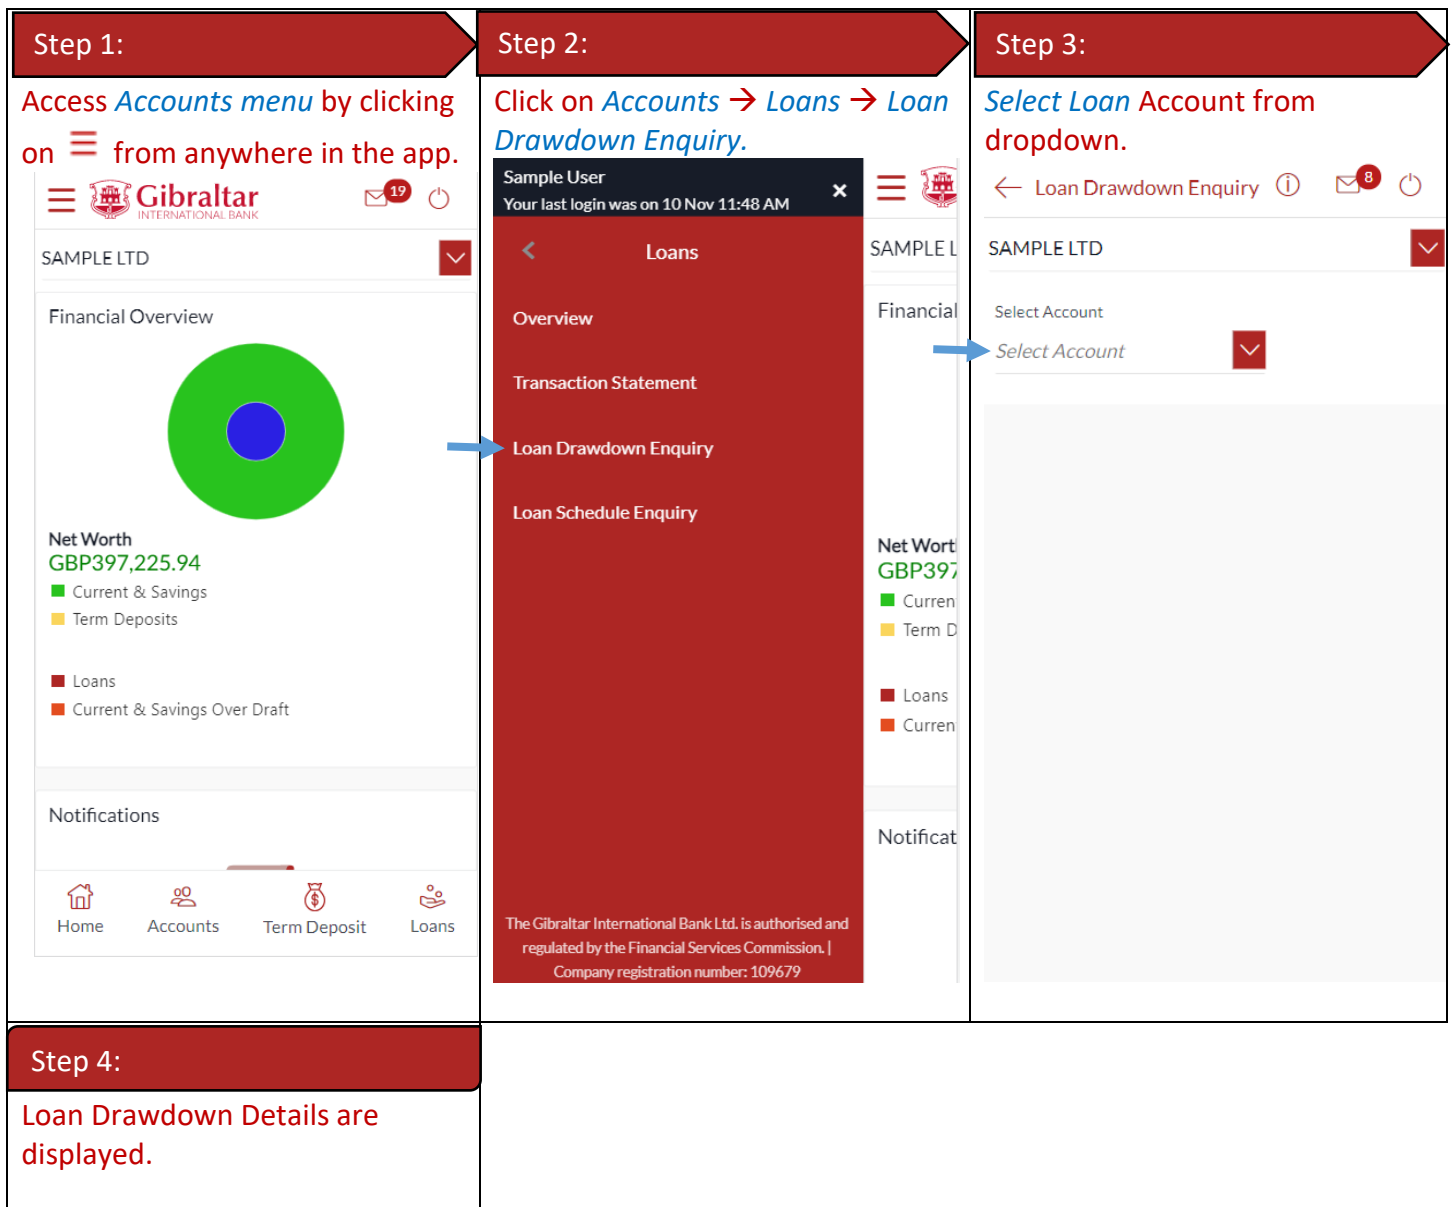 Step 1:
Access Accounts menu by clicking
on ☰ from anywhere in the app.
Gibraltar
INTERNATIONAL BANK
19
SAMPLE LTD
Financial Overview
Net Worth
GBP397,225.94
Current & Savings
Term Deposits
Loans
Current & Savings Over Draft
Notifications
Home Accounts Term Deposit Loans
Step 2:
Click on Accounts → Loans → Loan
Drawdown Enquiry.
Sample User
Your last login was on 10 Nov 11:48 AM
Loans
Overview
Transaction Statement
Loan Drawdown Enquiry
Loan Schedule Enquiry
The Gibraltar International Bank Ltd. is authorised and
regulated by the Financial Services Commission. |
Company registration number: 109679
SAMPLE L
Financial
Net Wort
GBP397
Curren
Term D
Loans
Curren
Notificat
Step 3:
Select Loan Account from
dropdown.
Loan Drawdown Enquiry
8
SAMPLE LTD
Select Account
Select Account
Step 4:
Loan Drawdown Details are
displayed.